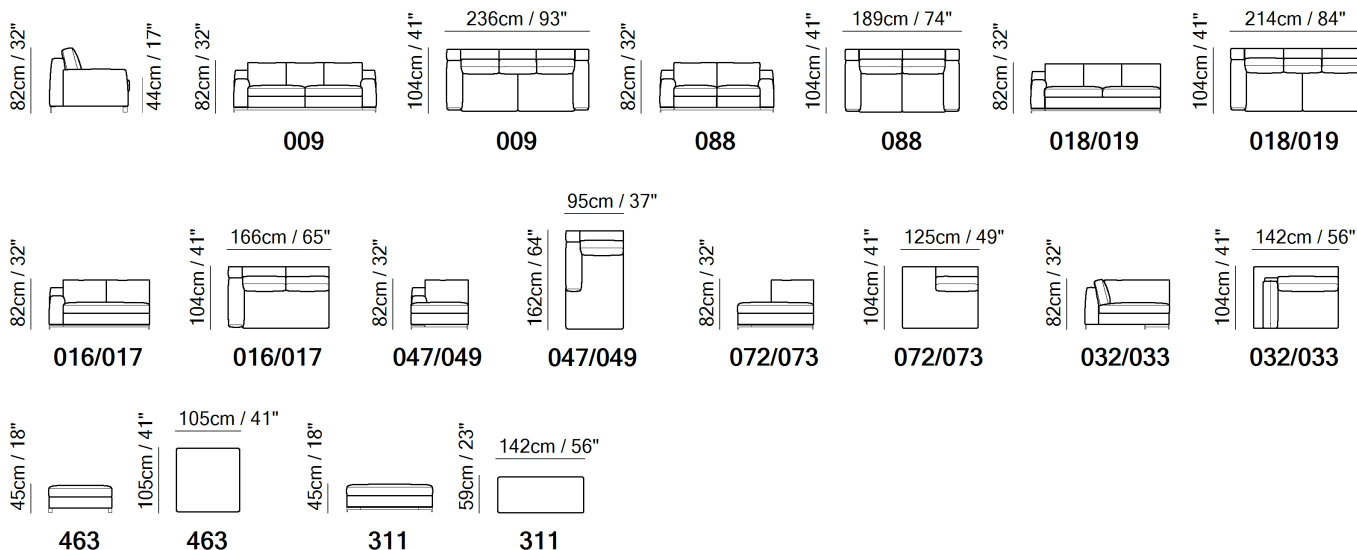 82cm / 32"
44cm / 17"
82cm / 32"
009
104cm / 41"
236cm / 93"
009
82cm / 32"
088
104cm / 41"
189cm / 74"
088
82cm / 32"
018/019
104cm / 41"
214cm / 84"
018/019
82cm / 32"
016/017
104cm / 41"
166cm / 65"
016/017
82cm / 32"
047/049
162cm / 64"
95cm / 37"
047/049
82cm / 32"
072/073
104cm / 41"
125cm / 49"
072/073
82cm / 32"
032/033
104cm / 41"
142cm / 56"
032/033
45cm / 18"
463
105cm / 41"
105cm / 41"
463
45cm / 18"
311
59cm / 23"
142cm / 56"
311